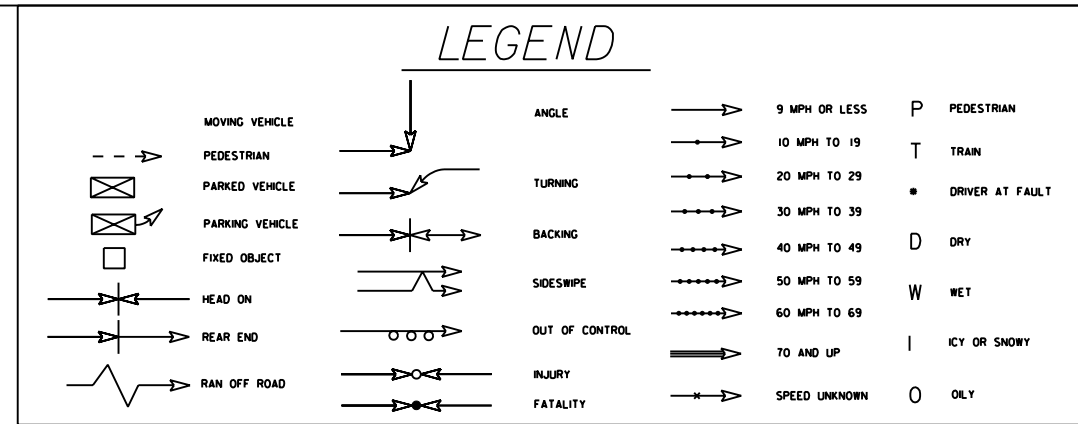 LEGEND
MOVING VEHICLE
PEDESTRIAN
PARKED VEHICLE
PARKING VEHICLE
FIXED OBJECT
HEAD ON
REAR END
RAN OFF ROAD
ANGLE
TURNING
BACKING
SIDESWIPE
OUT OF CONTROL
INJURY
FATALITY
9 MPH OR LESS
10 MPH TO 19
20 MPH TO 29
30 MPH TO 39
40 MPH TO 49
50 MPH TO 59
60 MPH TO 69
70 AND UP
SPEED UNKNOWN
P PEDESTRIAN
T TRAIN
* DRIVER AT FAULT
D DRY
W WET
I ICY OR SNOWY
O OILY